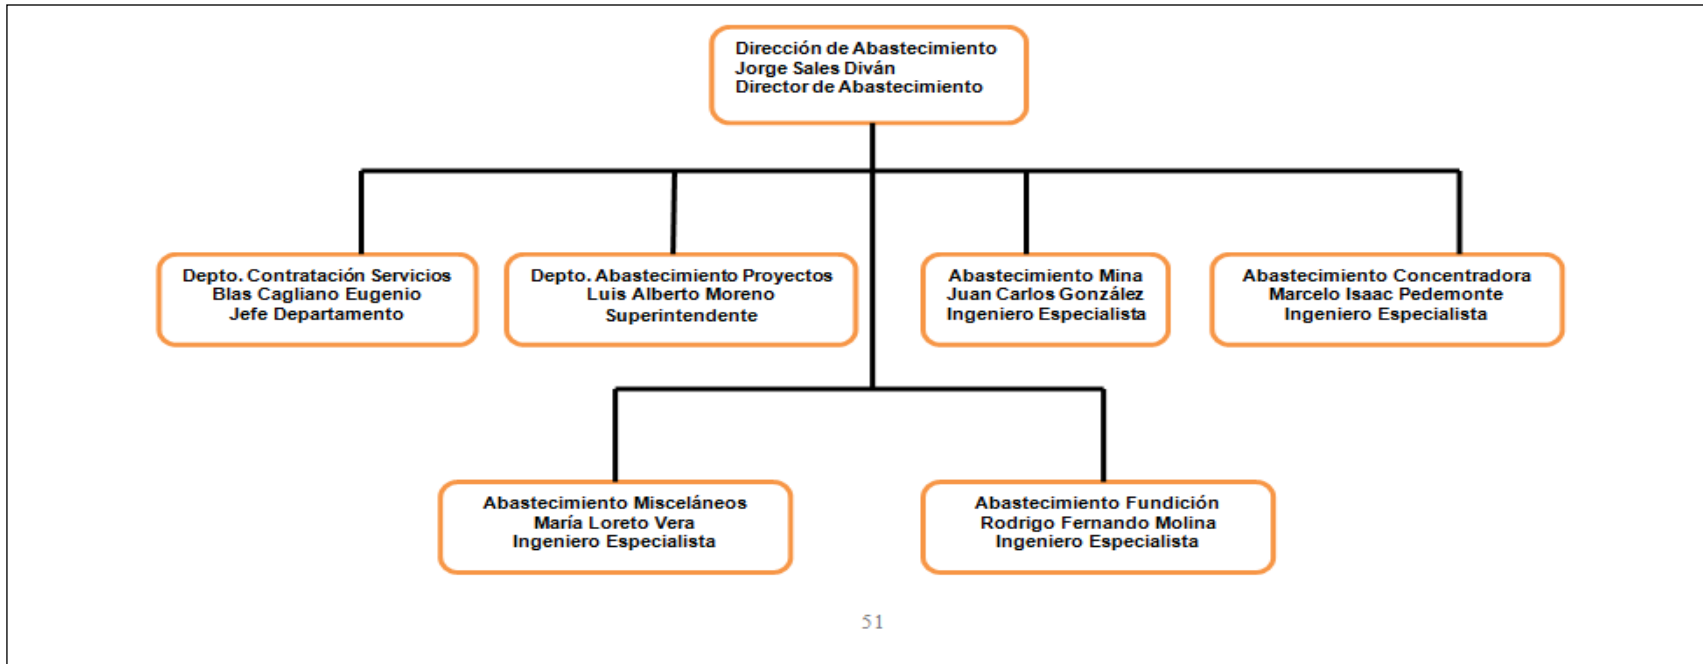 Dirección de Abastecimiento
Jorge Sales Diván
Director de Abastecimiento
Depto. Contratación Servicios
Blas Cagliano Eugenio
Jefe Departamento
Depto. Abastecimiento Proyectos
Luis Alberto Moreno
Superintendente
Abastecimiento Mina
Juan Carlos González
Ingeniero Especialista
Abastecimiento Concentradora
Marcelo Isaac Pedemonte
Ingeniero Especialista
Abastecimiento Misceláneos
María Loreto Vera
Ingeniero Especialista
Abastecimiento Fundición
Rodrigo Fernando Molina
Ingeniero Especialista
51